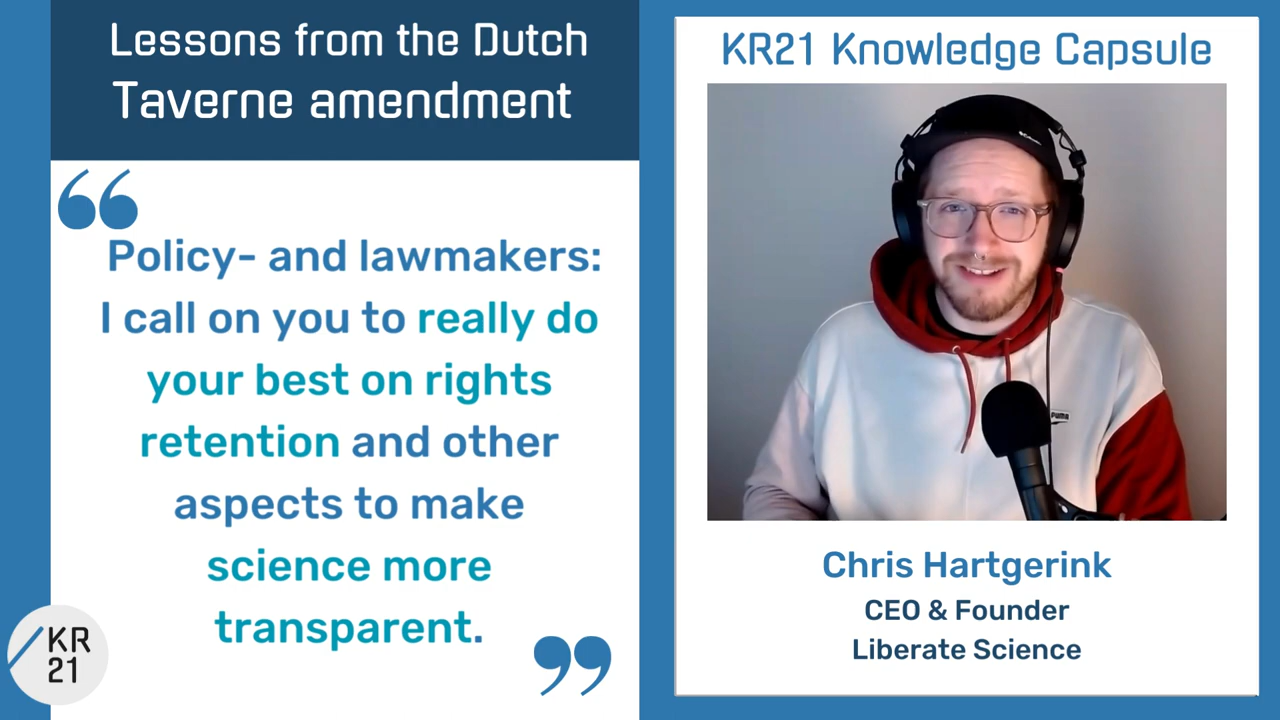 Lessons from the Dutch
Taverne amendment
“
Policy- and lawmakers:
I call on you to really do
your best on rights
retention and other
aspects to make
science more
transparent.
”
KR
21
KR21 Knowledge Capsule
Columbia
PUMA
Chris Hartgerink
CEO & Founder
Liberate Science